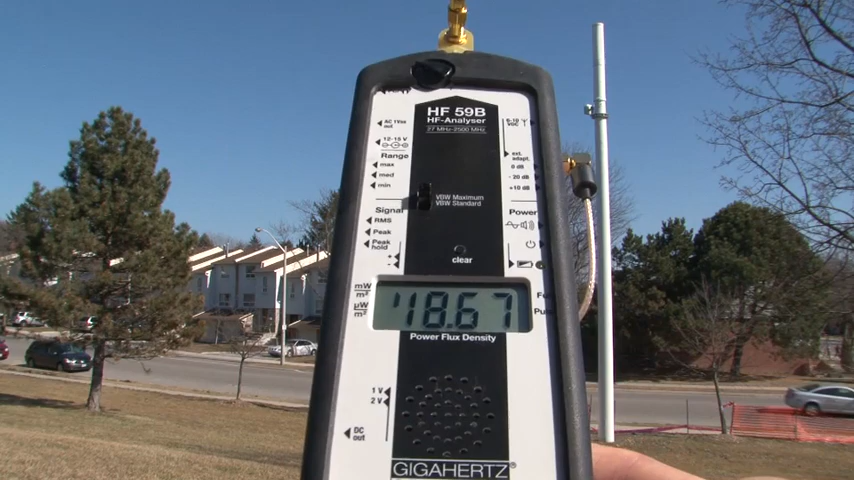 HF 59B
HF-Analyser
27 MHz-2500 MHz
AC 1Vss
out
12-15 V
Range
max
med
min
0-10
VDC
ext.
adapt.
0 dB
- 20 dB
+10 dB
VBW Maximum
VBW Standard
Signal
RMS
Peak
Peak
hold
Power
clear
mW
m²
µW
m²
18.67
Power Flux Density
1 V
2 V
DC
out
GIGAHERTZ®